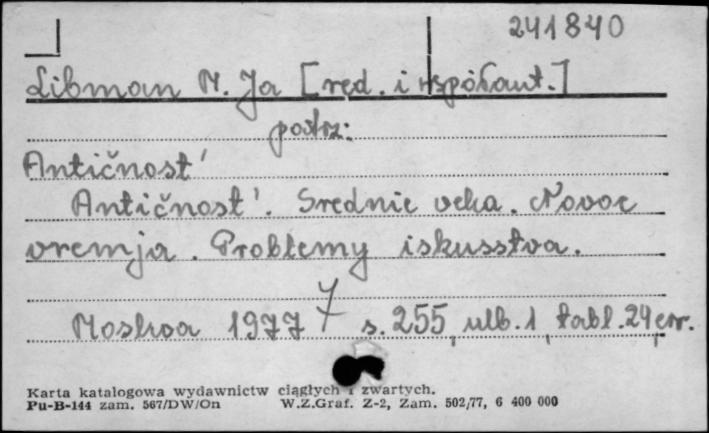 241840
Libman M. Ja [red. i współaut.]
patrz:
Antičnost'
Antičnost'. Srednie veka. Novoe
vremja. Problemy iskusstva.
Moskva 1977 s. 255, ulb. 1, tabl. 24, err.
Karta katalogowa wydawnictw ciągłych i zwartych.
Pu-B-144 zam. 567/DW/On W.Z.Graf. Z-2, Zam. 502/77, 6 400 000